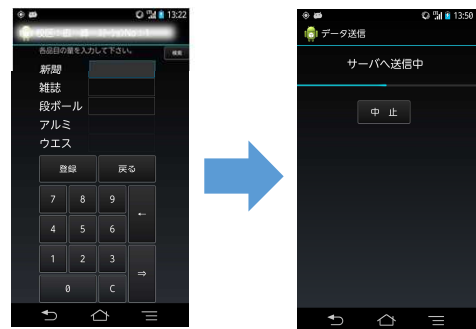 13:22
各品目の量を入力して下さい。
検索
新聞
雑誌
段ボール
アルミ
ウエス
登録 戻る
7 8 9 ←
4 5 6
1 2 3 ⇒
0 C
13:50
データ送信
サーバへ送信中
中 止